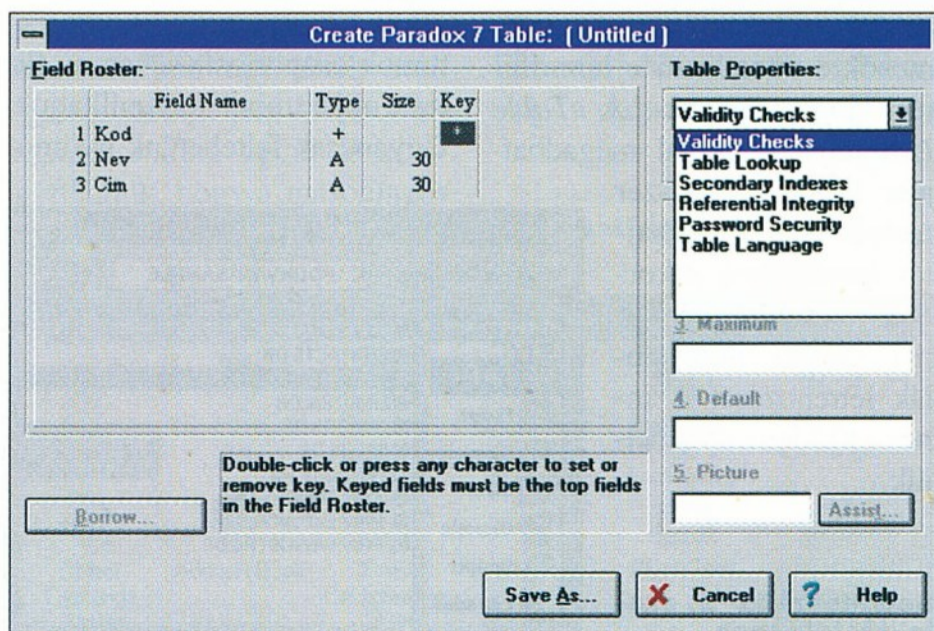 Create Paradox 7 Table: ( Untitled )
Field Roster:
Field Name Type Size Key
1 Kod + *
2 Nev A 30
3 Cim A 30
Double-click or press any character to set or
remove key. Keyed fields must be the top fields
in the Field Roster.
Borrow...
Table Properties:
Validity Checks
Validity Checks
Table Lookup
Secondary Indexes
Referential Integrity
Password Security
Table Language
3. Maximum
4. Default
5. Picture
Assist...
Save As...
Cancel
Help